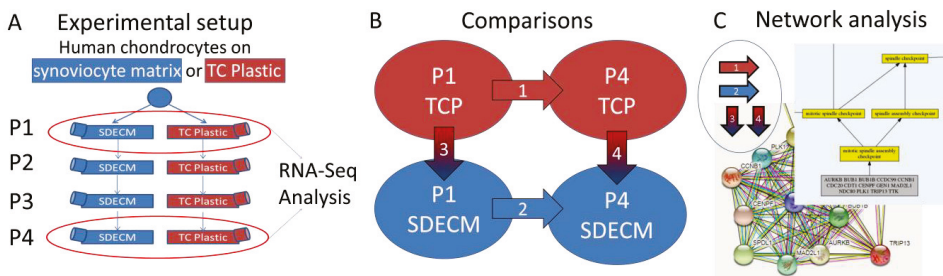 A
Experimental setup
Human chondrocytes on
synoviocyte matrix or TC Plastic
P1
SDECM
TC Plastic
P2
SDECM
TC Plastic
P3
SDECM
TC Plastic
P4
SDECM
TC Plastic
RNA-Seq
Analysis
B
Comparisons
P1
TCP
1
P4
TCP
3
4
P1
SDECM
2
P4
SDECM
C
Network analysis
1
2
3
4
spindle checkpoint
mitotic spindle checkpoint
spindle assembly checkpoint
mitotic spindle assembly
checkpoint
AURKB BUB1 BUB1B CCDC99 CCNB1
CDC20 CDT1 CENPF GEN1 MAD2L1
NDC80 PLK1 TRIP13 TTK
PLK1
CCNB1
CENPF
BUB1B
SPDL1
MAD2L1
AURKB
TRIP13